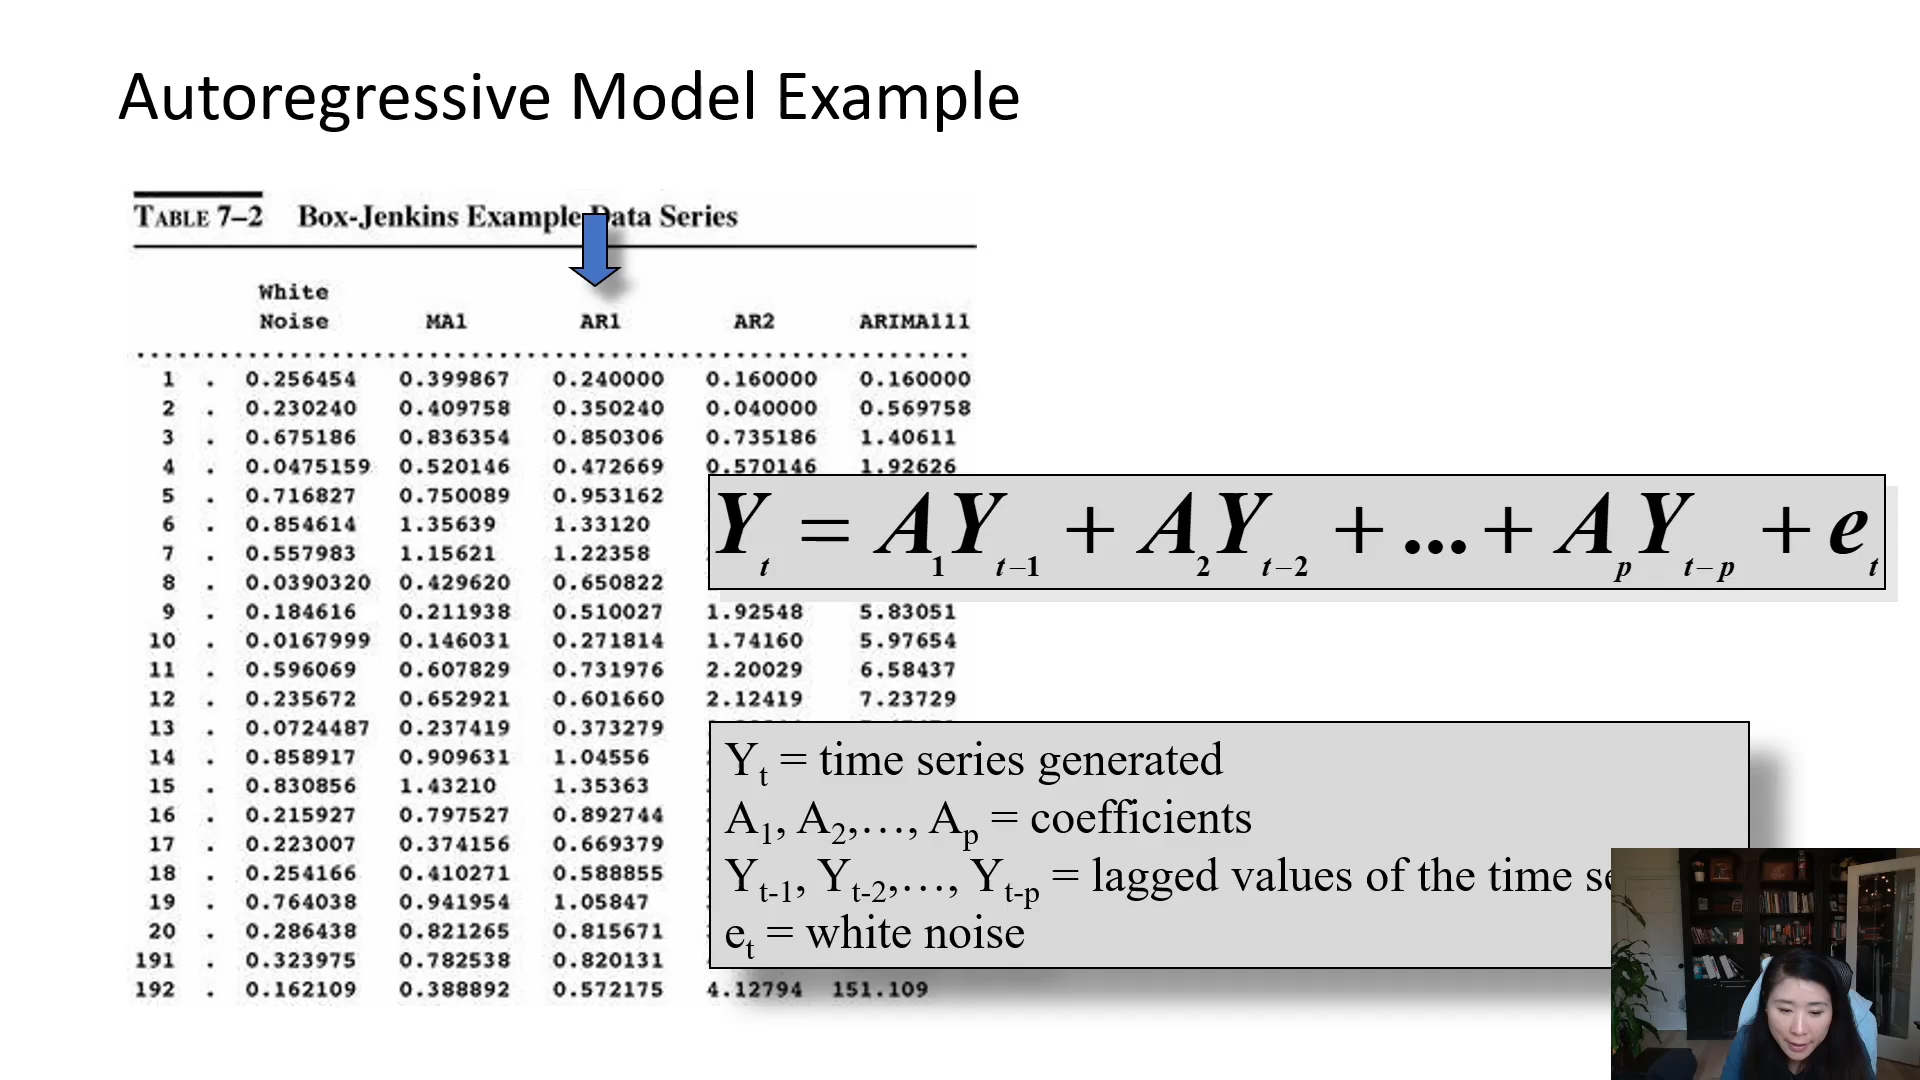 Autoregressive Model Example
TABLE 7–2 Box-Jenkins Example Data Series
White
Noise MA1 AR1 AR2 ARIMA111
1 . 0.256454 0.399867 0.240000 0.160000 0.160000
2 . 0.230240 0.409758 0.350240 0.040000 0.569758
3 . 0.675186 0.836354 0.850306 0.735186 1.40611
4 . 0.0475159 0.520146 0.472669 0.570146 1.92626
5 . 0.716827 0.750089 0.953162
6 . 0.854614 1.35639 1.33120
7 . 0.557983 1.15621 1.22358
8 . 0.0390320 0.429620 0.650822
9 . 0.184616 0.211938 0.510027 1.92548 5.83051
10 . 0.0167999 0.146031 0.271814 1.74160 5.97654
11 . 0.596069 0.607829 0.731976 2.20029 6.58437
12 . 0.235672 0.652921 0.601660 2.12419 7.23729
13 . 0.0724487 0.237419 0.373279
14 . 0.858917 0.909631 1.04556
15 . 0.830856 1.43210 1.35363
16 . 0.215927 0.797527 0.892744
17 . 0.223007 0.374156 0.669379
18 . 0.254166 0.410271 0.588855
19 . 0.764038 0.941954 1.05847
20 . 0.286438 0.821265 0.815671
191 . 0.323975 0.782538 0.820131
192 . 0.162109 0.388892 0.572175 4.12794 151.109
Y_t = A_1 Y_{t-1} + A_2 Y_{t-2} + ... + A_p Y_{t-p} + e_t
Y_t = time series generated
A_1, A_2,…, A_p = coefficients
Y_{t-1}, Y_{t-2},…, Y_{t-p} = lagged values of the time
e_t = white noise